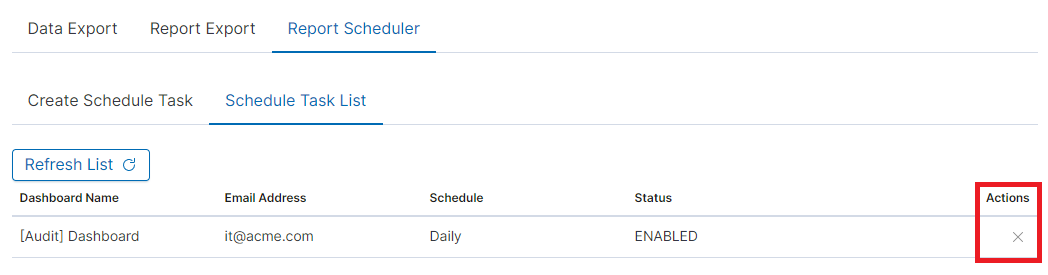 Data Export Report Export Report Scheduler
Create Schedule Task Schedule Task List
Refresh List
Dashboard Name Email Address Schedule Status Actions
[Audit] Dashboard it@acme.com Daily ENABLED